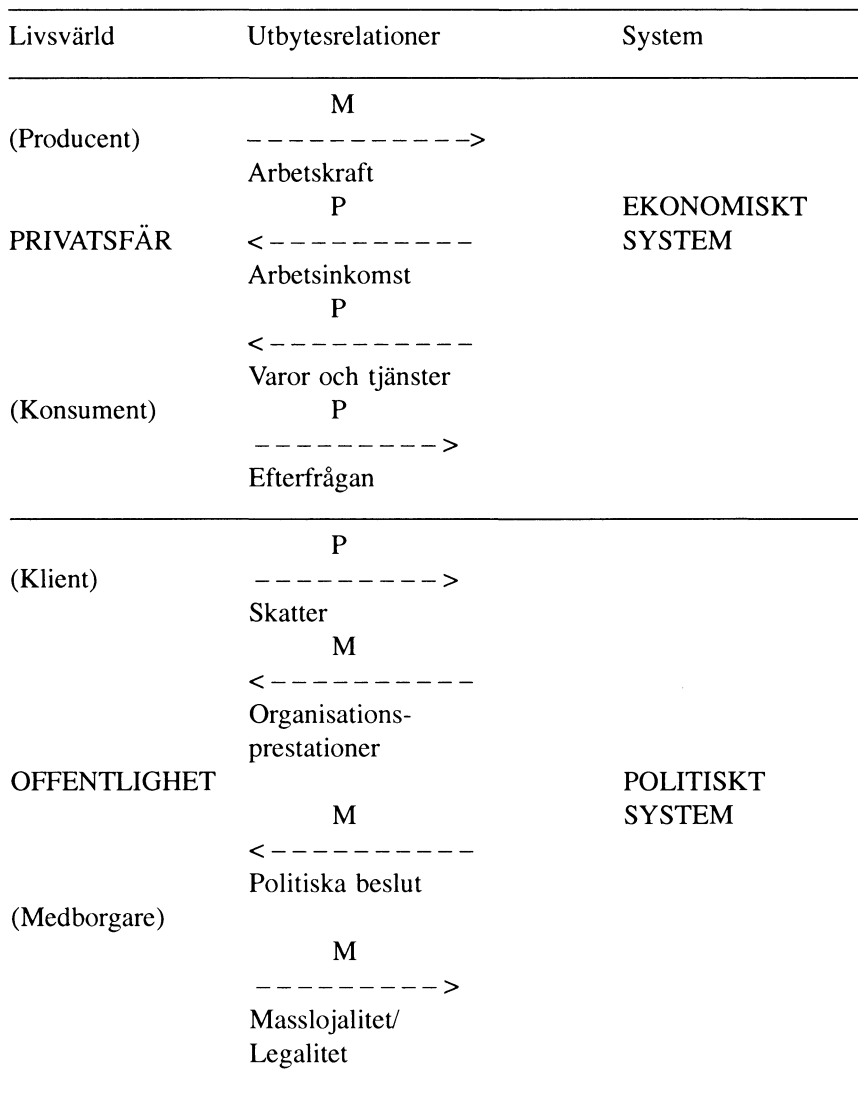 Livsvärld Utbytesrelationer System
M
(Producent) – – – – – – – – – – –>
Arbetskraft
P EKONOMISKT
PRIVATSFÄR < – – – – – – – – – – SYSTEM
Arbetsinkomst
P
< – – – – – – – – – –
Varor och tjänster
(Konsument) P
– – – – – – – – – >
Efterfrågan
P
(Klient) – – – – – – – – – >
Skatter
M
< – – – – – – – – – –
Organisations-
prestationer
OFFENTLIGHET POLITISKT
M SYSTEM
< – – – – – – – – – –
Politiska beslut
(Medborgare)
M
– – – – – – – – – >
Masslojalitet/
Legalitet